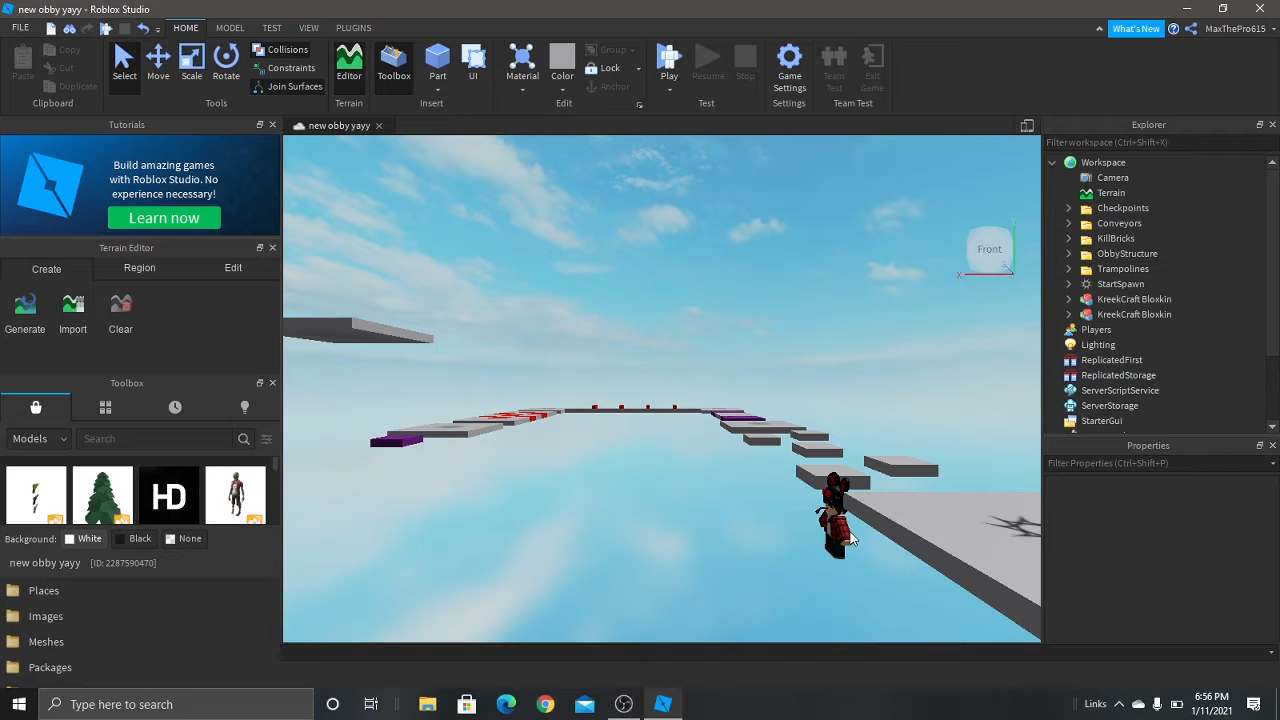 new obby yayy - Roblox Studio
FILE HOME MODEL TEST VIEW PLUGINS What's New MaxThePro615
Paste Copy Cut Duplicate Clipboard
Select Move Scale Rotate Collisions Constraints Join Surfaces Tools
Editor Terrain
Toolbox Part UI Insert
Material Color Group Lock Anchor Edit
Play Resume Stop Test
Game Settings Settings
Team Test Exit Game Team Test
Tutorials
Build amazing games
with Roblox Studio. No
experience necessary!
Learn now
Terrain Editor
Create Region Edit
Generate Import Clear
Toolbox
Models Search
HD
Background: White Black None
new obby yayy [ID: 2287590470]
Places
Images
Meshes
Packages
new obby yayy
Front
X
Y
Explorer
Filter workspace (Ctrl+Shift+X)
Workspace
Camera
Terrain
Checkpoints
Conveyors
KillBricks
ObbyStructure
Trampolines
StartSpawn
KreekCraft Bloxkin
KreekCraft Bloxkin
Players
Lighting
ReplicatedFirst
ReplicatedStorage
ServerScriptService
ServerStorage
StarterGui
Properties
Filter Properties (Ctrl+Shift+P)
Type here to search
Links
6:56 PM
1/11/2021